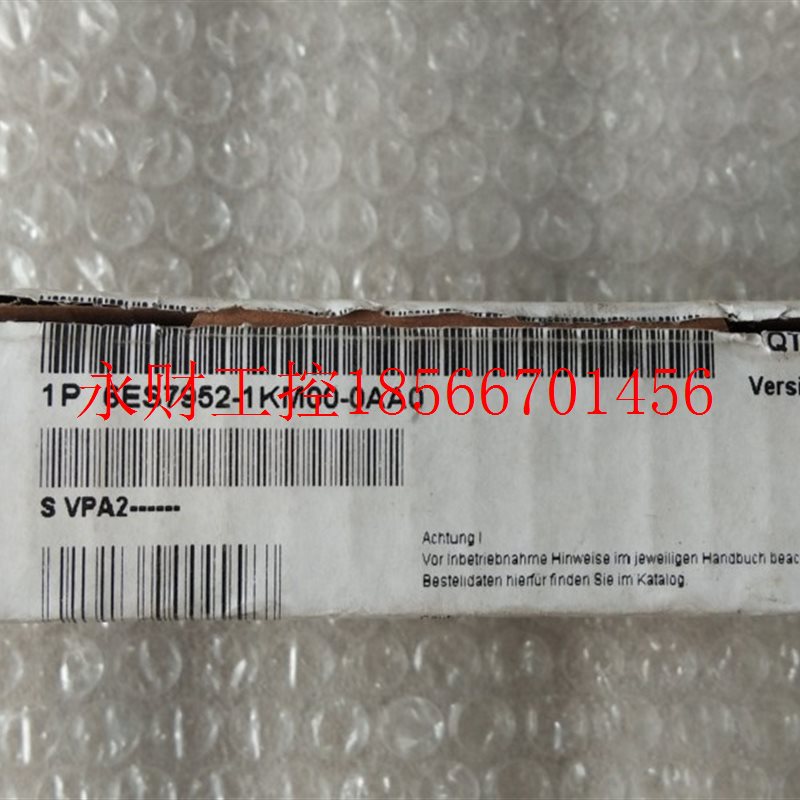 QT
1P 6ES7952-1KM00-0AA0
永财工控18566701456
Versi
S VPA2------
Achtung !
Vor Inbetriebnahme Hinweise im jeweiligen Handbuch beac
Bestelldaten hierfür finden Sie im Katalog.